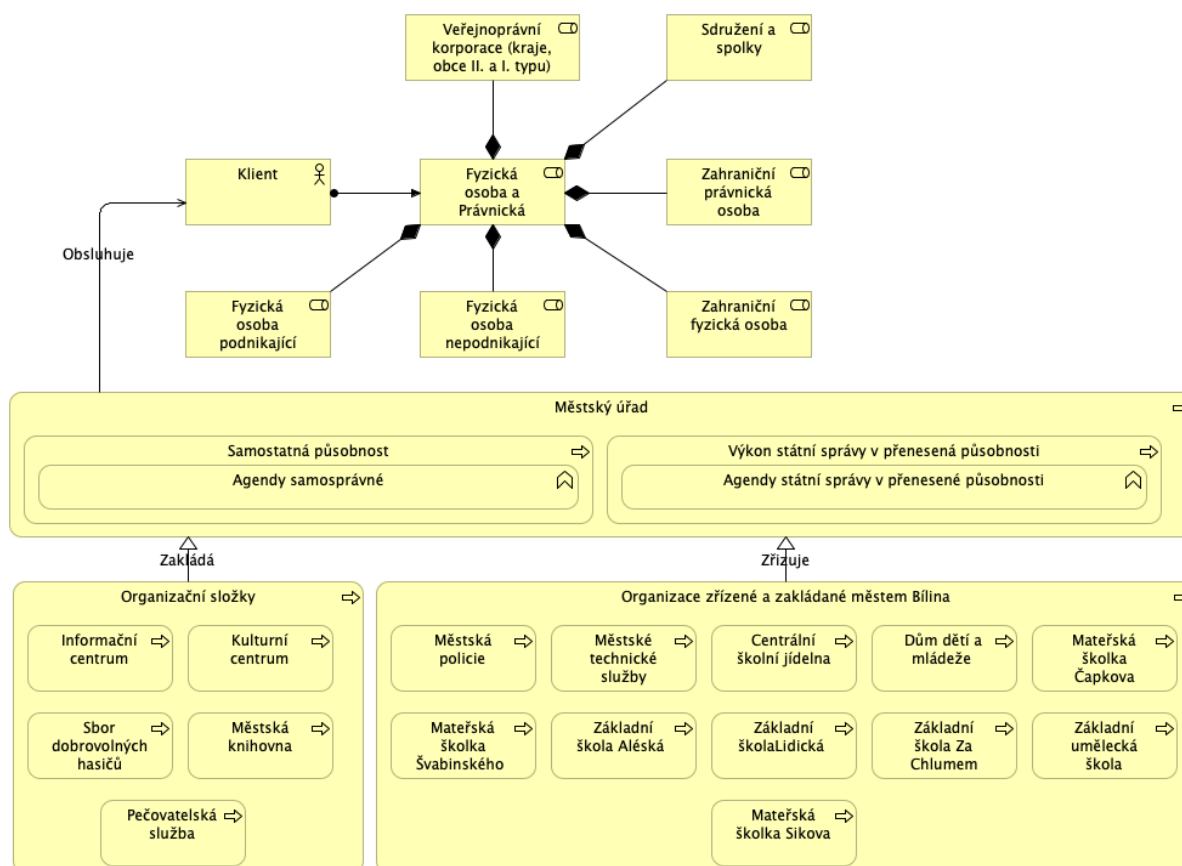 Veřejnoprávní
korporace (kraje,
obce II. a I. typu)
Sdružení a
spolky
Klient
Fyzická
osoba a
Právnická
Zahraniční
právnická
osoba
Obsluhuje
Fyzická
osoba
podnikající
Fyzická
osoba
nepodnikající
Zahraniční
fyzická osoba
Městský úřad
Samostatná působnost
Agendy samosprávné
Výkon státní správy v přenesená působnosti
Agendy státní správy v přenesené působnosti
Zakládá
Zřizuje
Organizační složky
Informační
centrum
Kulturní
centrum
Sbor
dobrovolných
hasičů
Městská
knihovna
Pečovatelská
služba
Organizace zřízené a zakládané městem Bílina
Městská
policie
Městské
technické
služby
Centrální
školní jídelna
Dům dětí a
mládeže
Mateřská
školka
Čapkova
Mateřská
školka
Švabinského
Základní
škola Aléská
Základní
školaLidická
Základní
škola Za
Chlumem
Základní
umělecká
škola
Mateřská
školka Sikova